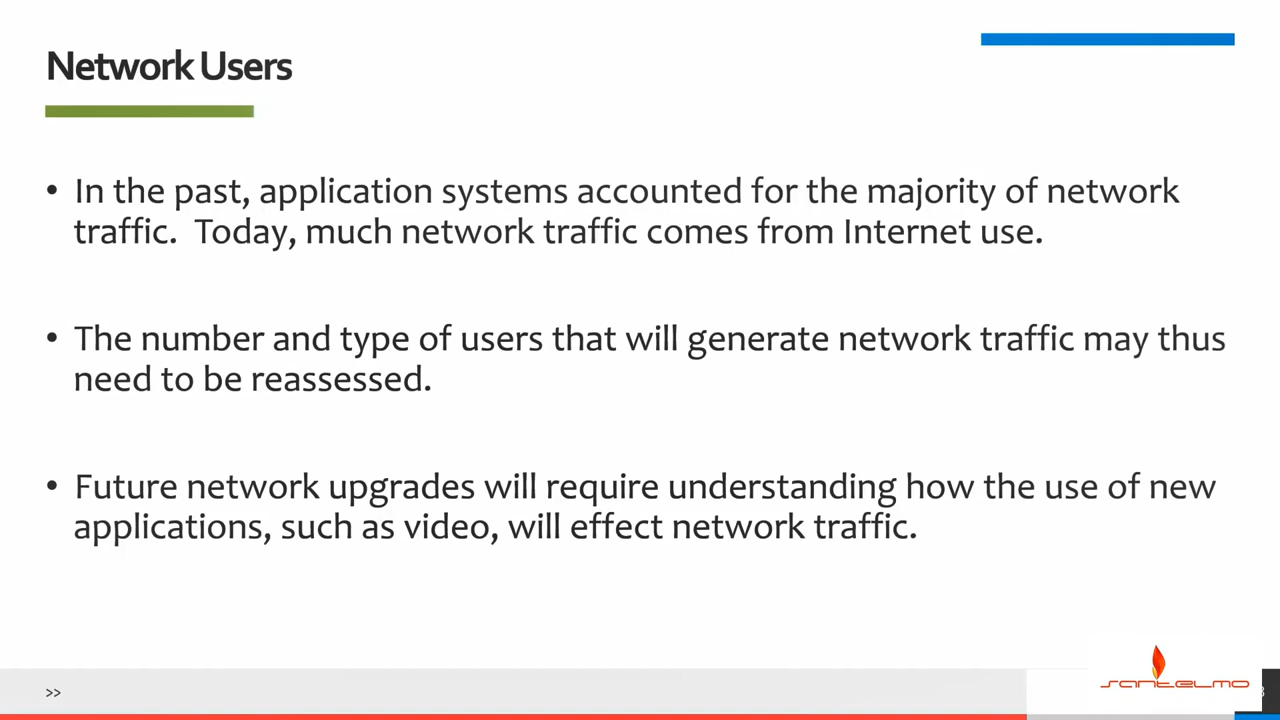 Network Users
• In the past, application systems accounted for the majority of network
traffic.  Today, much network traffic comes from Internet use.
• The number and type of users that will generate network traffic may thus
need to be reassessed.
• Future network upgrades will require understanding how the use of new
applications, such as video, will effect network traffic.
>>
santelmo